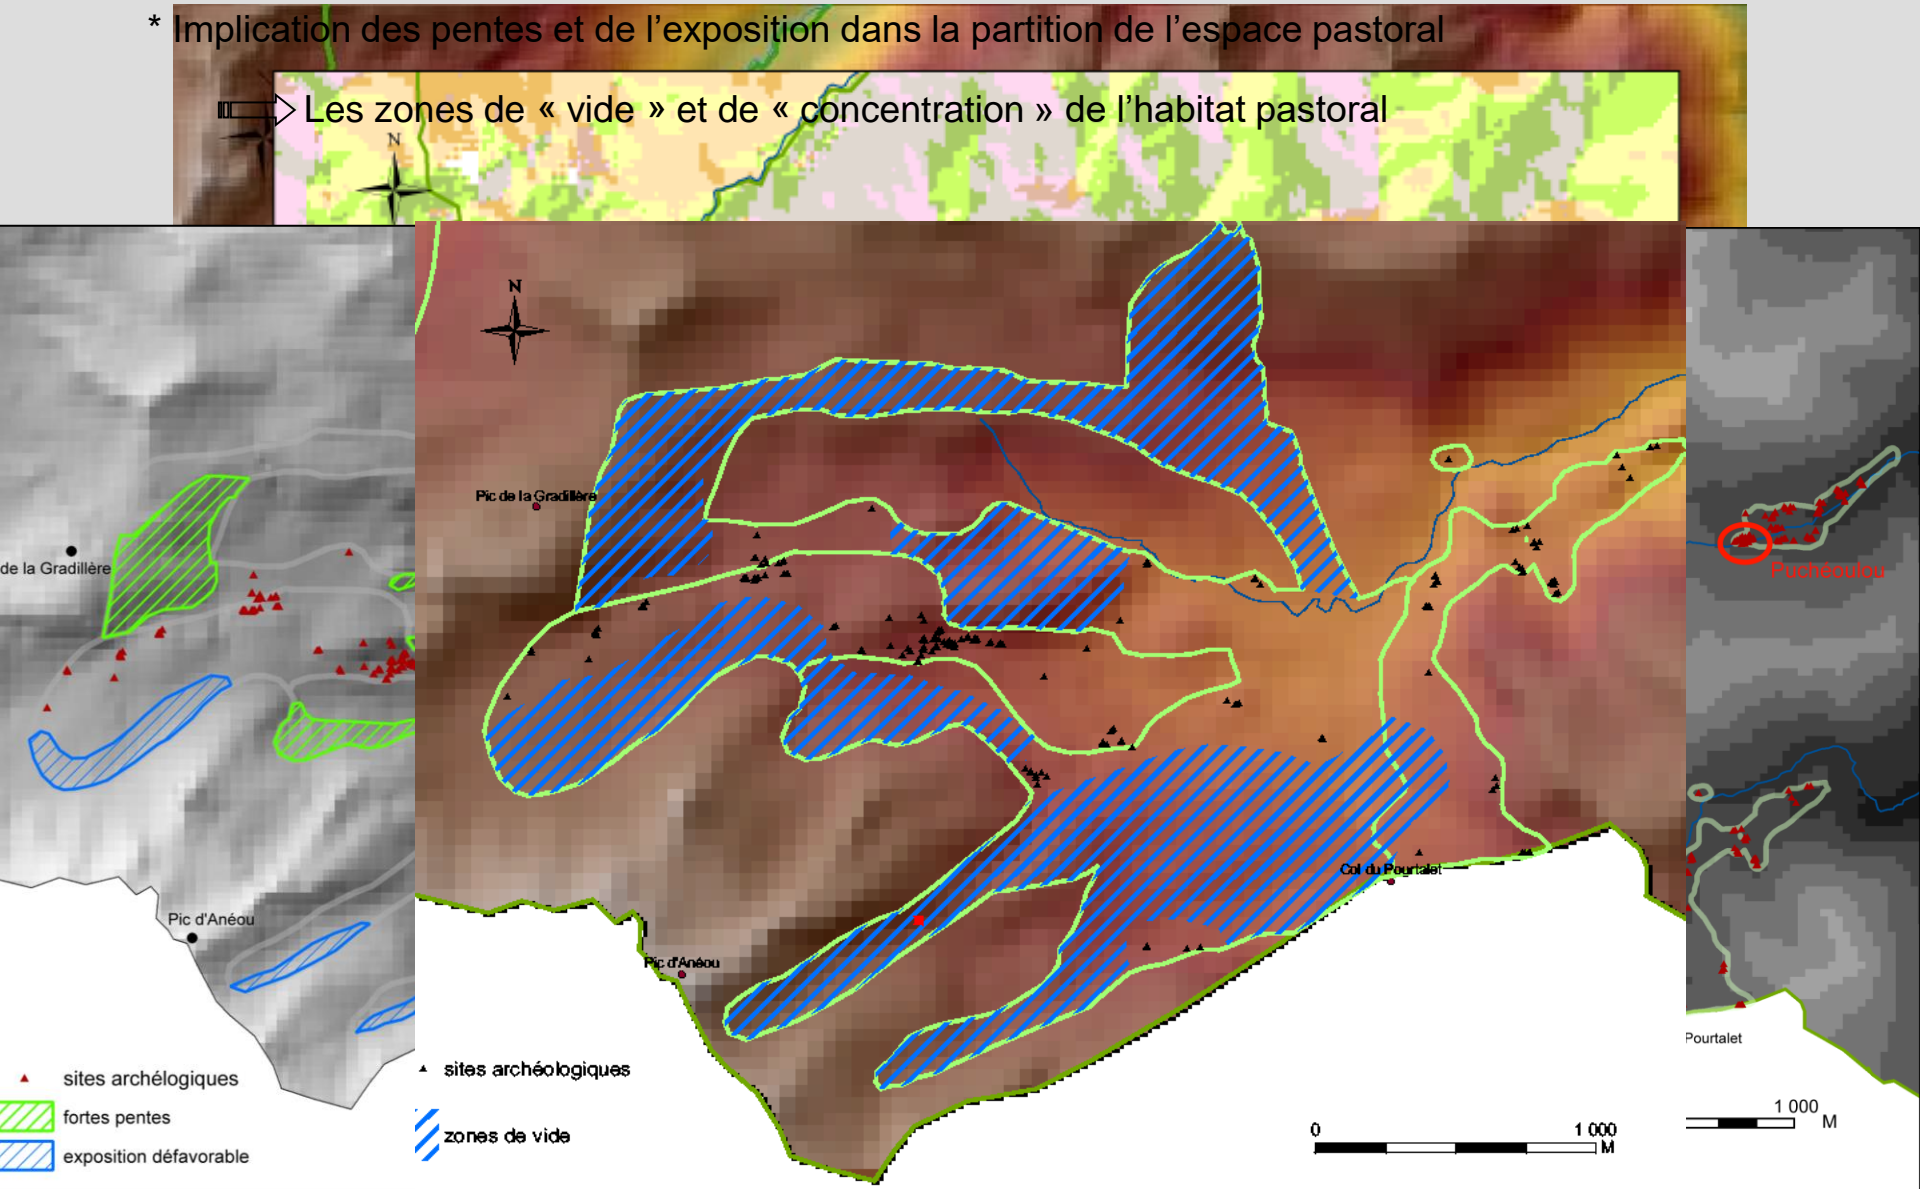 * Implication des pentes et de l'exposition dans la partition de l'espace pastoral
Les zones de « vide » et de « concentration » de l'habitat pastoral
N
N
Pic de la Gradillère
de la Gradillère
Puchéoulou
Col du Pourtalet
Pic d'Anéou
Pic d'Anéou
Pourtalet
sites archélogiques
fortes pentes
exposition défavorable
sites archéologiques
zones de vide
0 1 000
M
1 000
M